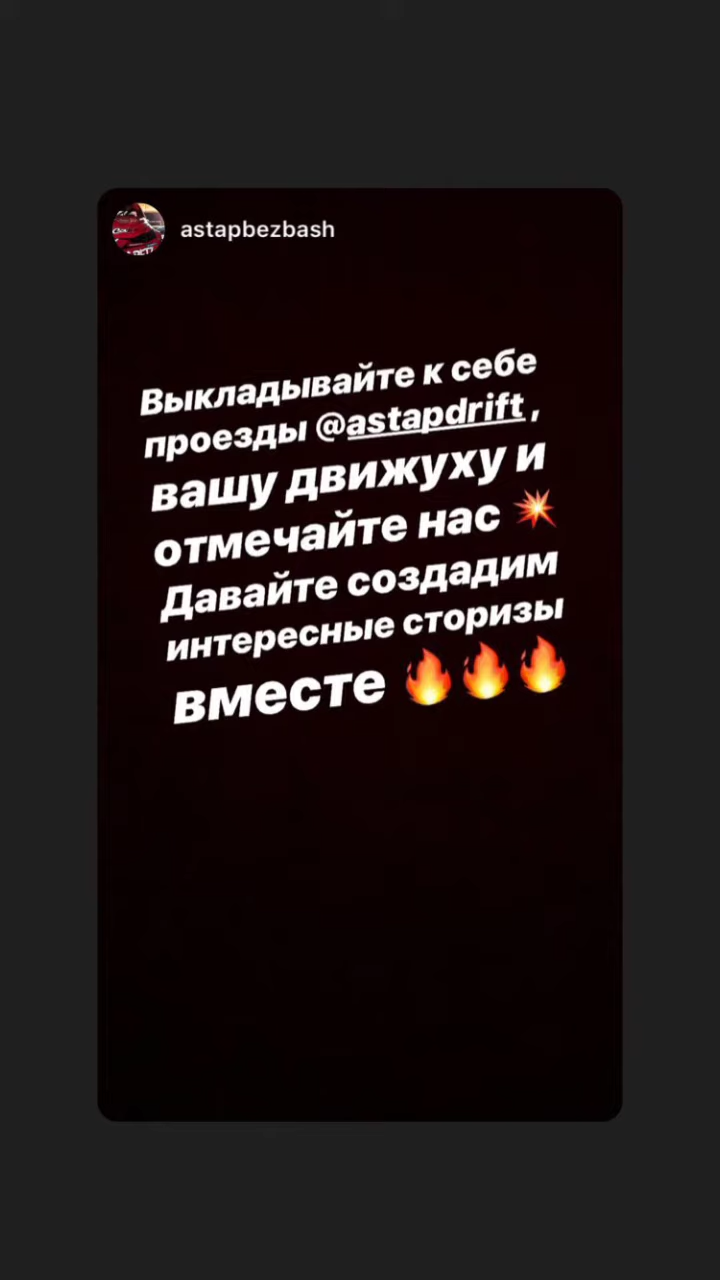 astapbezbash
Выкладывайте к себе
проезды @astapdrift ,
вашу движуху и
отмечайте нас 💥
Давайте создадим
интересные сторизы
вместе 🔥🔥🔥